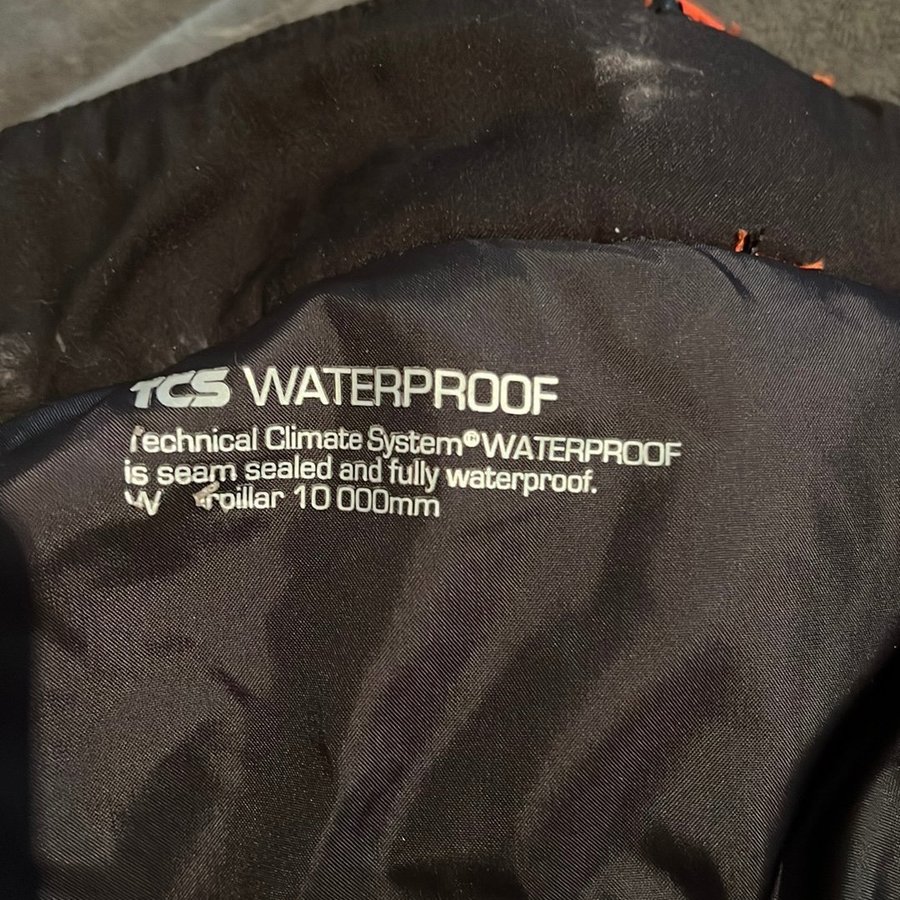 TCS WATERPROOF
Technical Climate System® WATERPROOF
is seam sealed and fully waterproof.
10 000mm